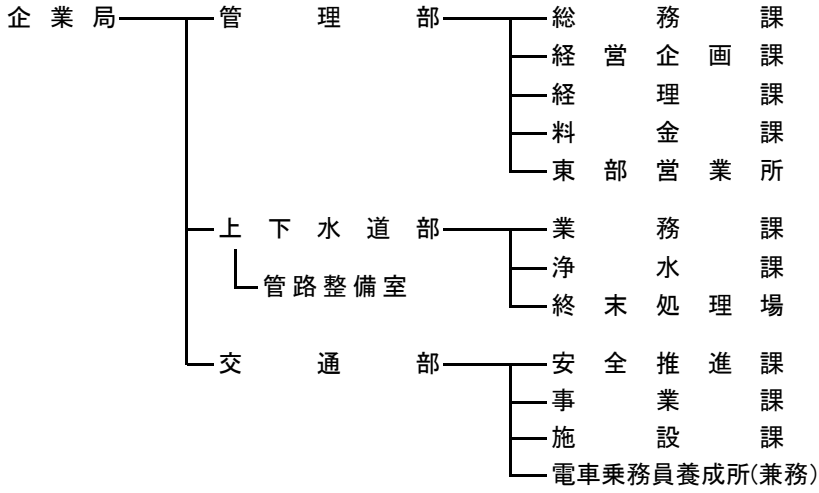 企業局 管理部 総務課
経営企画課
経理課
料金課
東部営業所
上下水道部 業務課
浄水課
管路整備室
終末処理場
交通部 安全推進課
事業課
施設課
電車乗務員養成所(兼務)